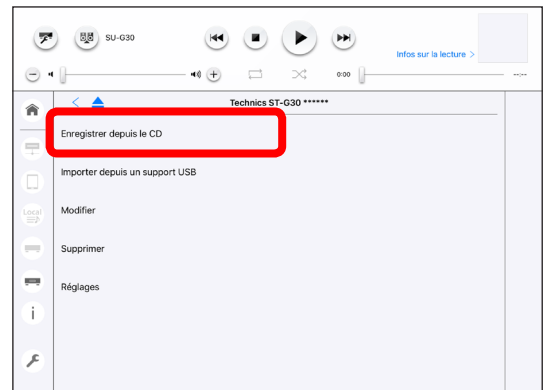 SU-G30
Infos sur la lecture >
0:00
--:--
Technics ST-G30 ******
Enregistrer depuis le CD
Importer depuis un support USB
Local
Modifier
Supprimer
Réglages
i